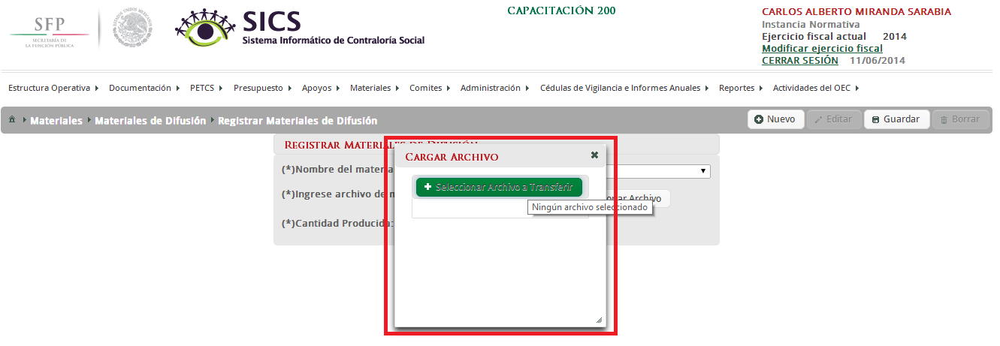 SFP
SECRETARÍA DE
LA FUNCIÓN PÚBLICA
ESTADOS UNIDOS MEXICANOS
SICS
Sistema Informático de Contraloría Social
CAPACITACIÓN 200
CARLOS ALBERTO MIRANDA SARABIA
Instancia Normativa
Ejercicio fiscal actual 2014
Modificar ejercicio fiscal
CERRAR SESIÓN 11/06/2014
Estructura Operativa Documentación PETCS Presupuesto Apoyos Materiales Comites Administración Cédulas de Vigilancia e Informes Anuales Reportes Actividades del OEC
Materiales Materiales de Difusión Registrar Materiales de Difusión
Nuevo Editar Guardar Borrar
Registrar Materiales de Difusión
Cargar Archivo
(*)Nombre del materia
Seleccionar Archivo a Transferir
(*)Ingrese archivo de m
onar Archivo
Ningún archivo seleccionado
(*)Cantidad Producida: